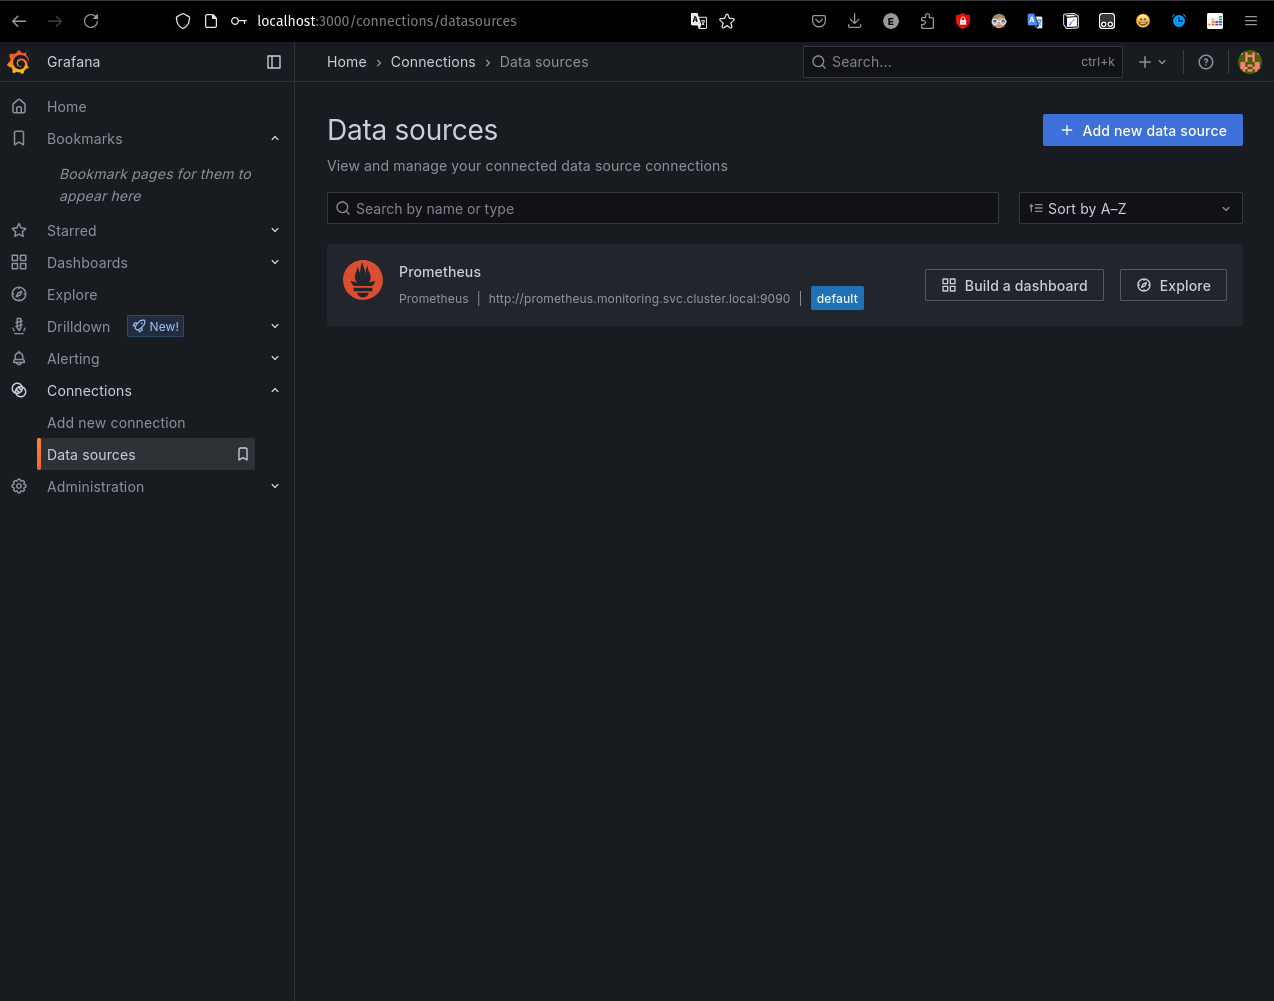 localhost:3000/connections/datasources
E
Grafana
Home › Connections › Data sources
Search... ctrl+k
Home
Bookmarks
Bookmark pages for them to
appear here
Starred
Dashboards
Explore
Drilldown New!
Alerting
Connections
Add new connection
Data sources
Administration
Data sources
Add new data source
View and manage your connected data source connections
Search by name or type
Sort by A–Z
Prometheus
Prometheus | http://prometheus.monitoring.svc.cluster.local:9090 | default
Build a dashboard
Explore